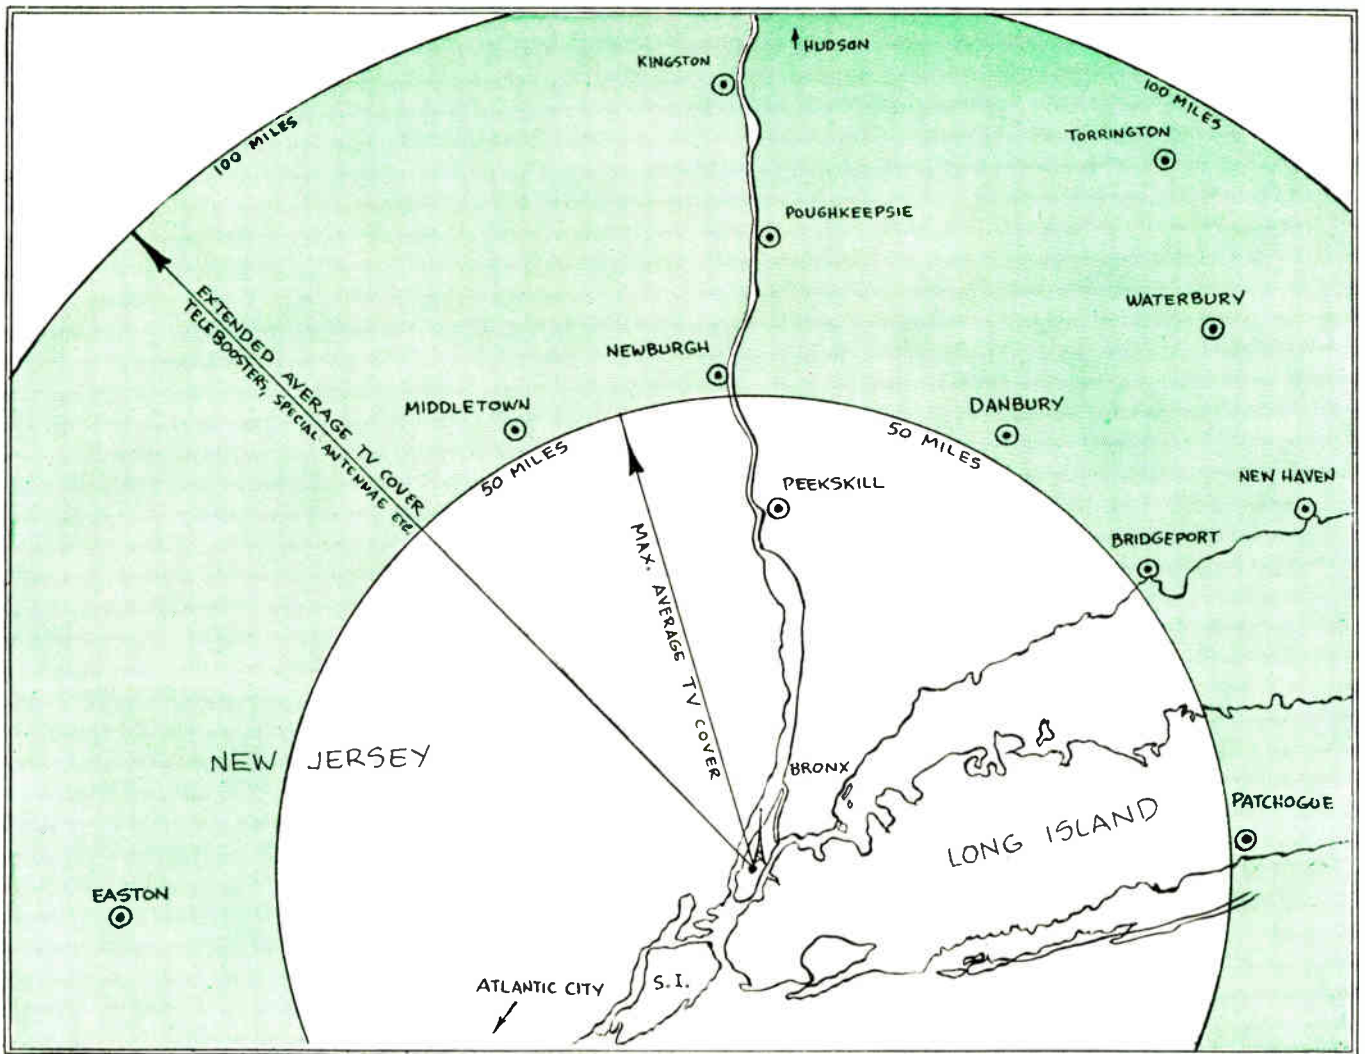 HUDSON
KINGSTON
100 MILES
100 MILES
TORRINGTON
POUGHKEEPSIE
EXTENDED AVERAGE TV COVER
TELEBOOSTERS, SPECIAL ANTENNAE ETC.
WATERBURY
NEWBURGH
MIDDLETOWN
DANBURY
50 MILES
50 MILES
PEEKSKILL
NEW HAVEN
BRIDGEPORT
MAX. AVERAGE TV COVER
NEW JERSEY
BRONX
PATCHOGUE
LONG ISLAND
EASTON
ATLANTIC CITY
S.I.